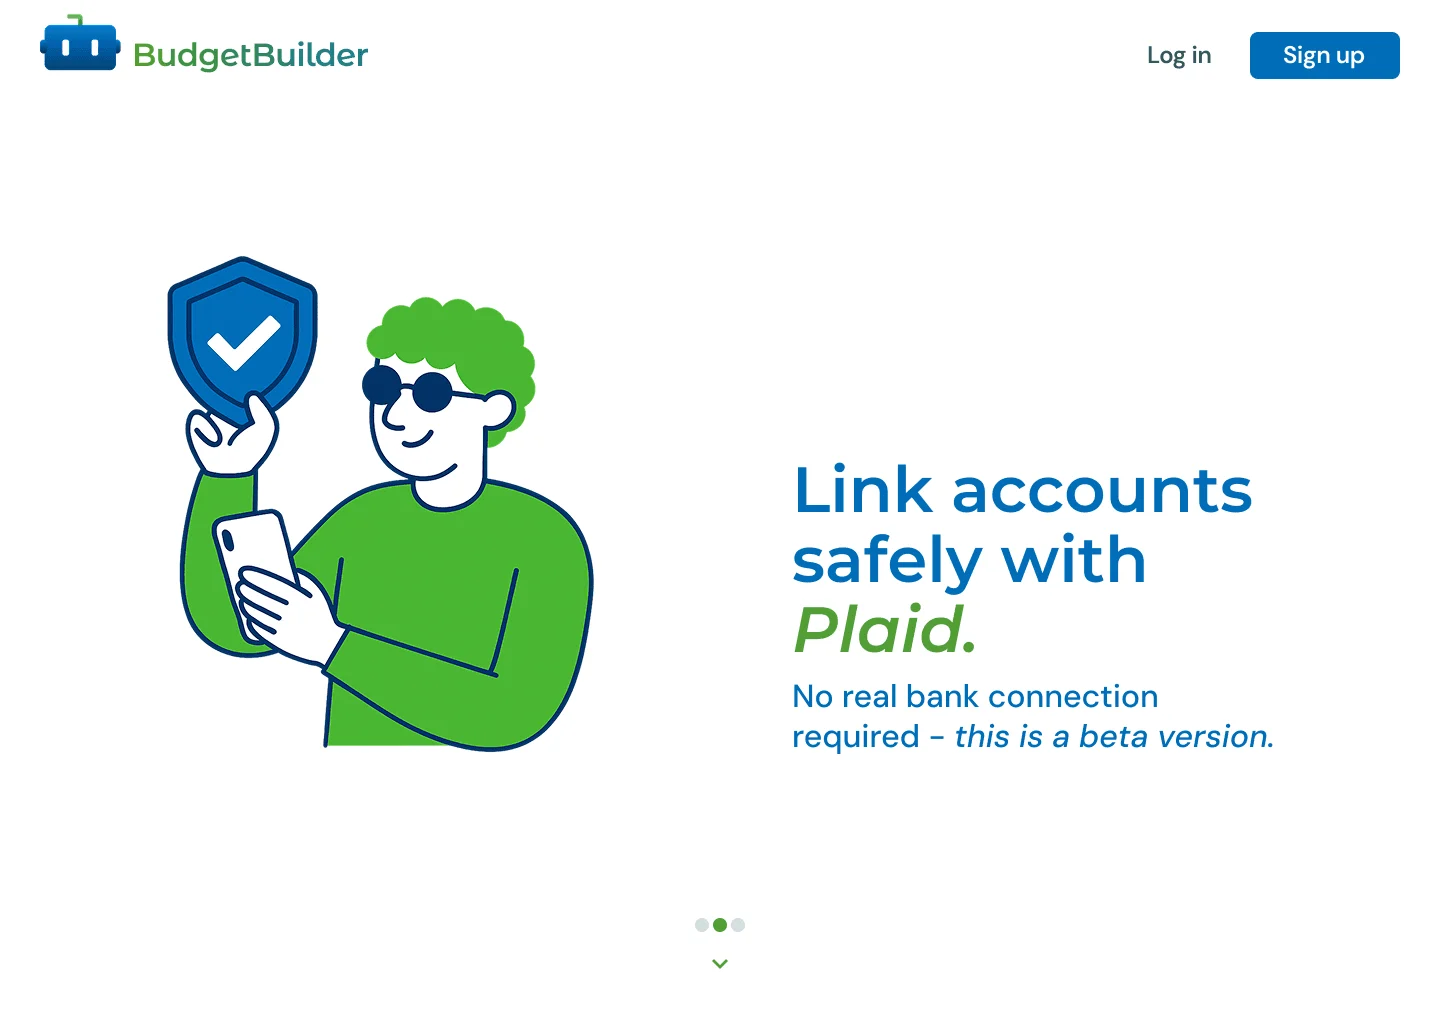 BudgetBuilder
Log in
Sign up
Link accounts
safely with
Plaid.
No real bank connection
required – this is a beta version.